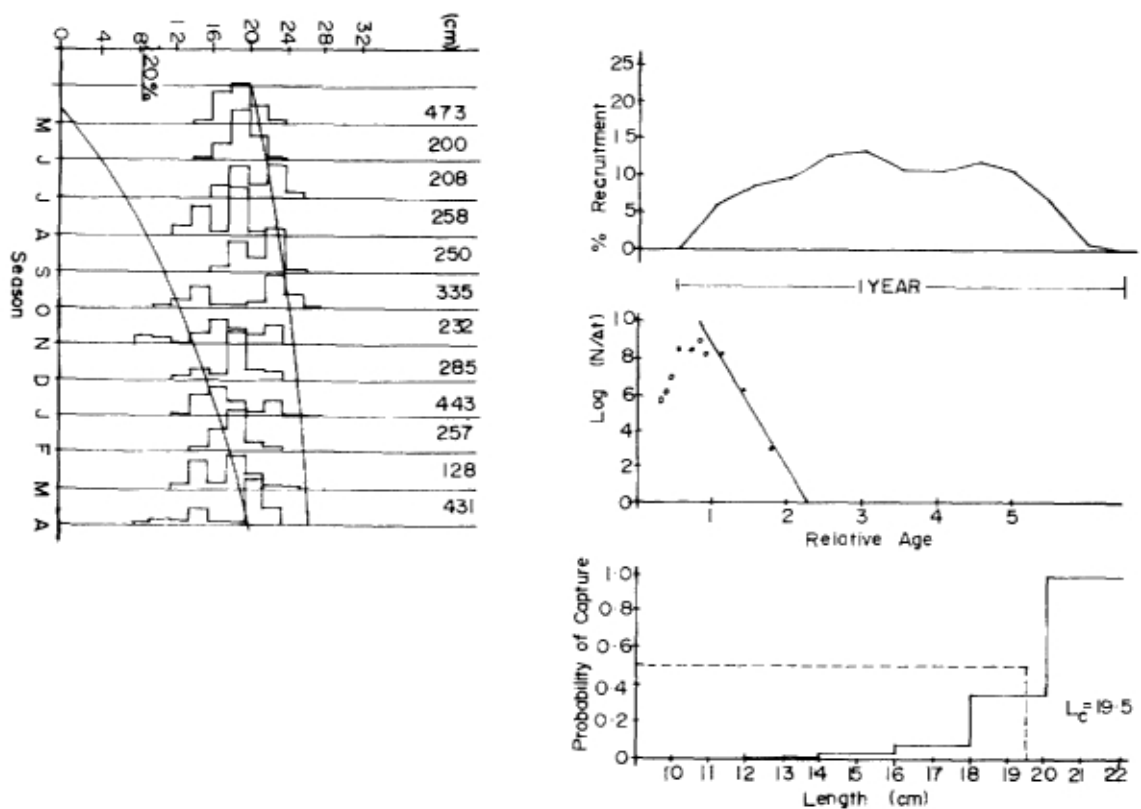 (cm)
0 4 8 12 16 20 24 28 32
20%
473
M
200
J
208
J
258
A
250
S
335
O
232
N
285
D
443
J
257
F
128
M
431
A
Season
25
20
15
10
5
0
% Recruitment
1 YEAR
10
8
6
4
2
0
Log (N/Δt)
1 2 3 4 5
Relative Age
1·0
0·8
0·6
0·4
0·2
0
Probability of Capture
Lc=19·5
10 11 12 13 14 15 16 17 18 19 20 21 22
Length (cm)